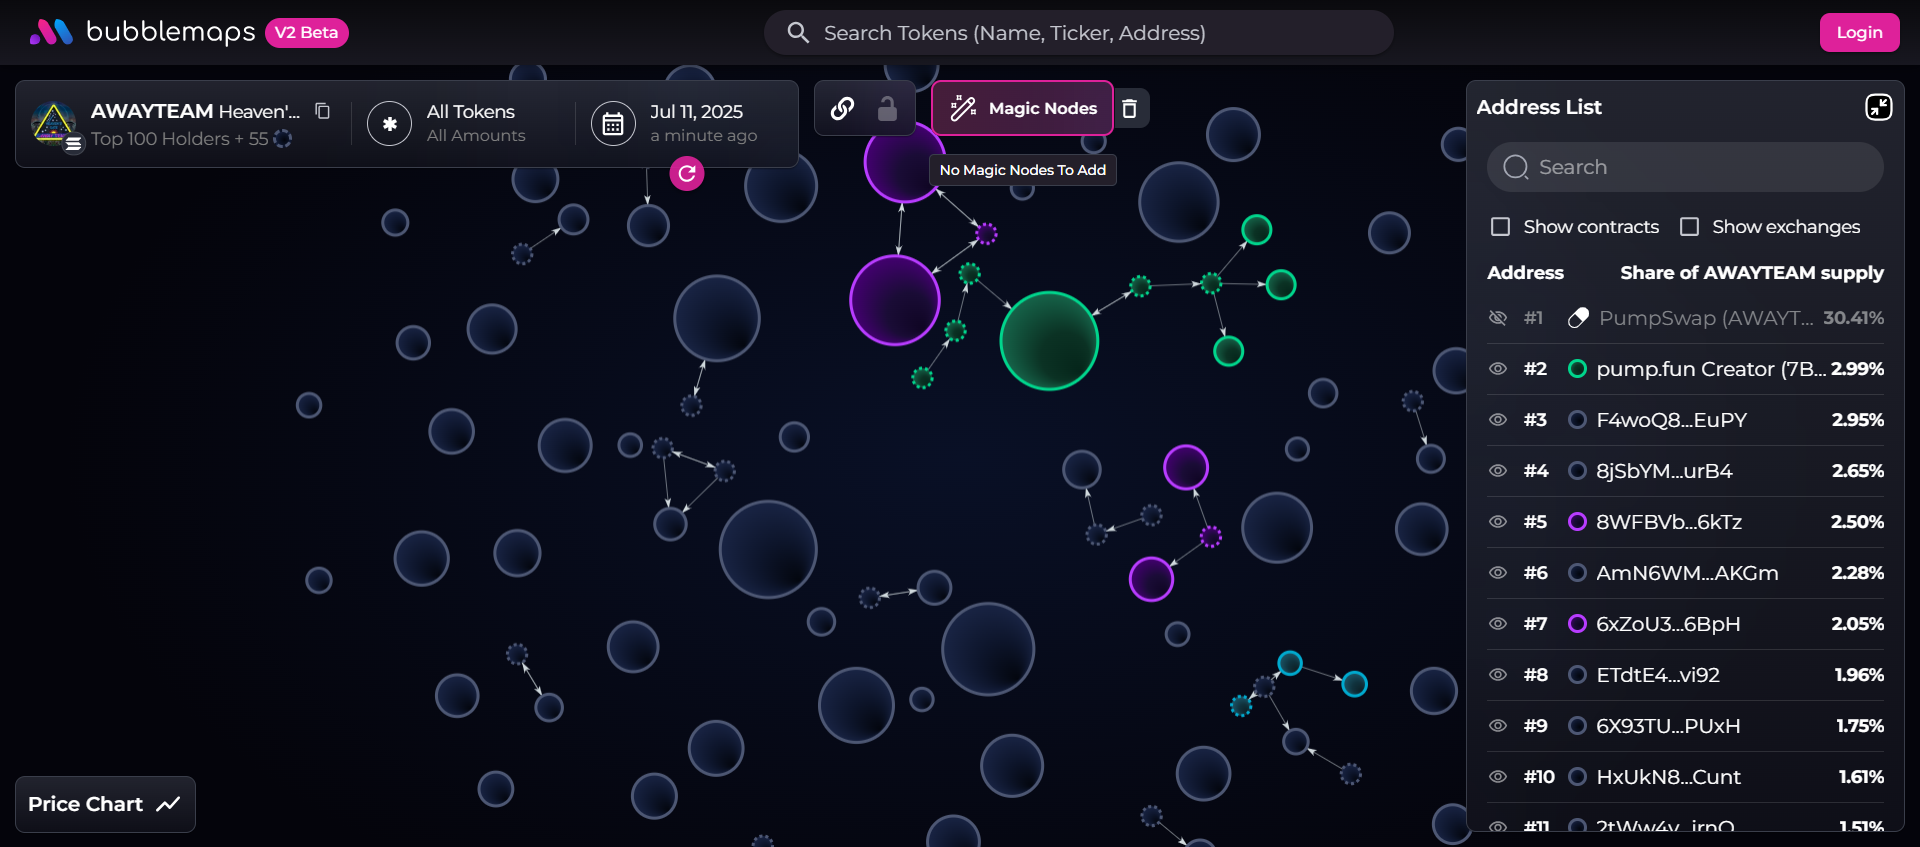 bubblemaps V2 Beta
Search Tokens (Name, Ticker, Address)
Login
AWAYTEAM Heaven'...
Top 100 Holders + 55
All Tokens
All Amounts
Jul 11, 2025
a minute ago
Magic Nodes
No Magic Nodes To Add
Address List
Search
Show contracts
Show exchanges
Address Share of AWAYTEAM supply
#1 PumpSwap (AWAYT... 30.41%
#2 pump.fun Creator (7B... 2.99%
#3 F4woQ8...EuPY 2.95%
#4 8jSbYM...urB4 2.65%
#5 8WFBVb...6kTz 2.50%
#6 AmN6WM...AKGm 2.28%
#7 6xZoU3...6BpH 2.05%
#8 ETdtE4...vi92 1.96%
#9 6X93TU...PUxH 1.75%
#10 HxUkN8...Cunt 1.61%
#11 1.51%
Price Chart